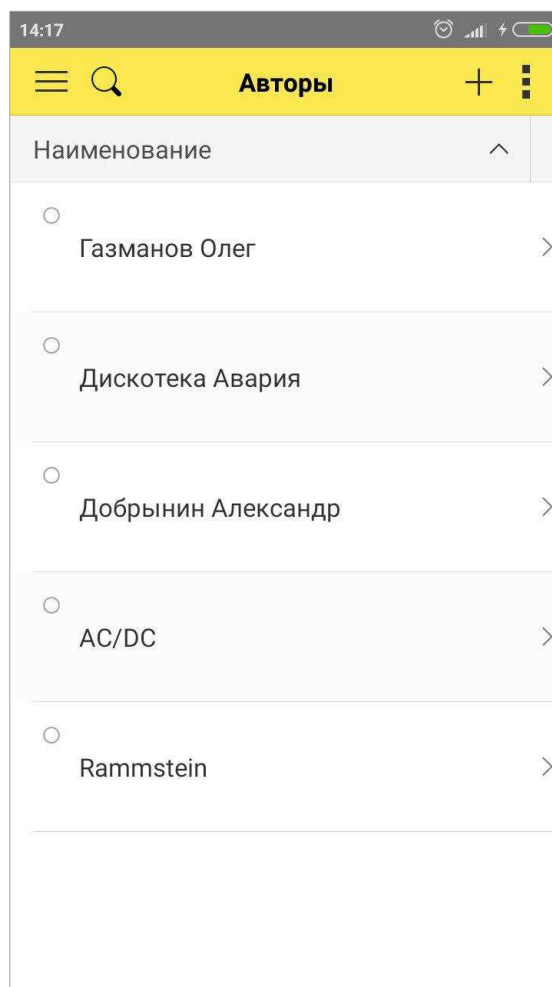 14:17
Авторы
Наименование
Газманов Олег
Дискотека Авария
Добрынин Александр
AC/DC
Rammstein